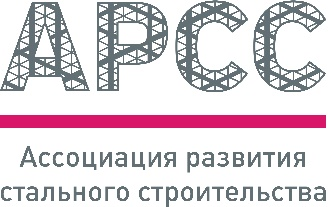 АРСС
Ассоциация развития
стального строительства